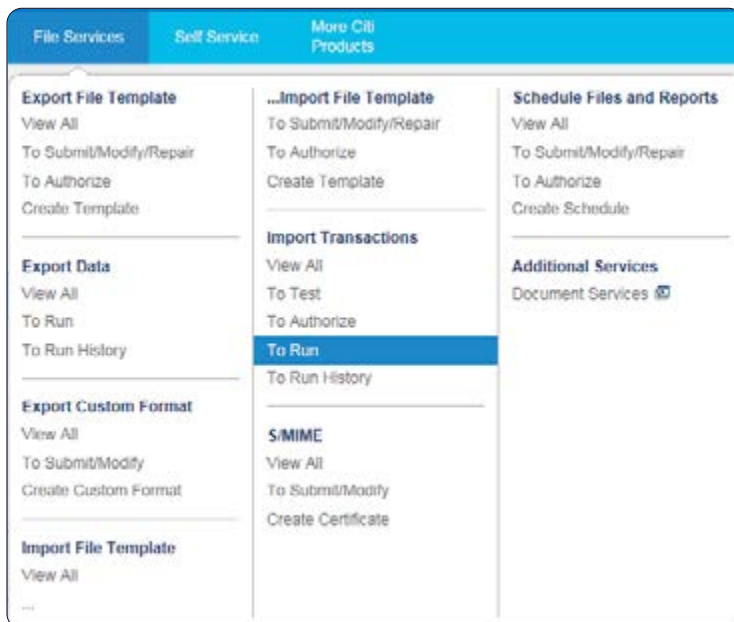 File Services
Self Service
More Citi
Products
Export File Template
View All
To Submit/Modify/Repair
To Authorize
Create Template
Export Data
View All
To Run
To Run History
Export Custom Format
View All
To Submit/Modify
Create Custom Format
Import File Template
View All
...
...Import File Template
To Submit/Modify/Repair
To Authorize
Create Template
Import Transactions
View All
To Test
To Authorize
To Run
To Run History
S/MIME
View All
To Submit/Modify
Create Certificate
Schedule Files and Reports
View All
To Submit/Modify/Repair
To Authorize
Create Schedule
Additional Services
Document Services